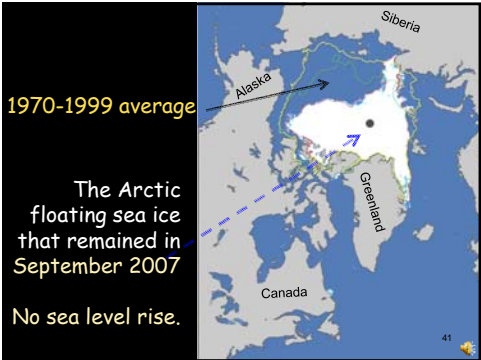 1970-1999 average
The Arctic
floating sea ice
that remained in
September 2007
No sea level rise.
Siberia
Alaska
Greenland
Canada
41